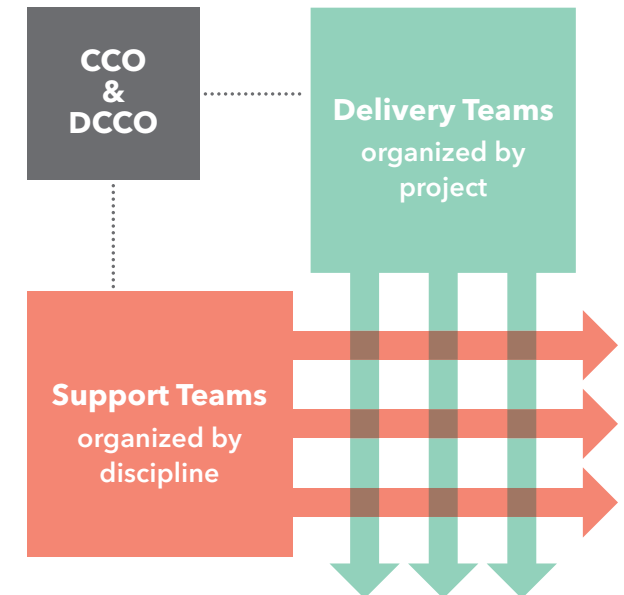 CCO
&
DCCO
Delivery Teams
organized by
project
Support Teams
organized by
discipline